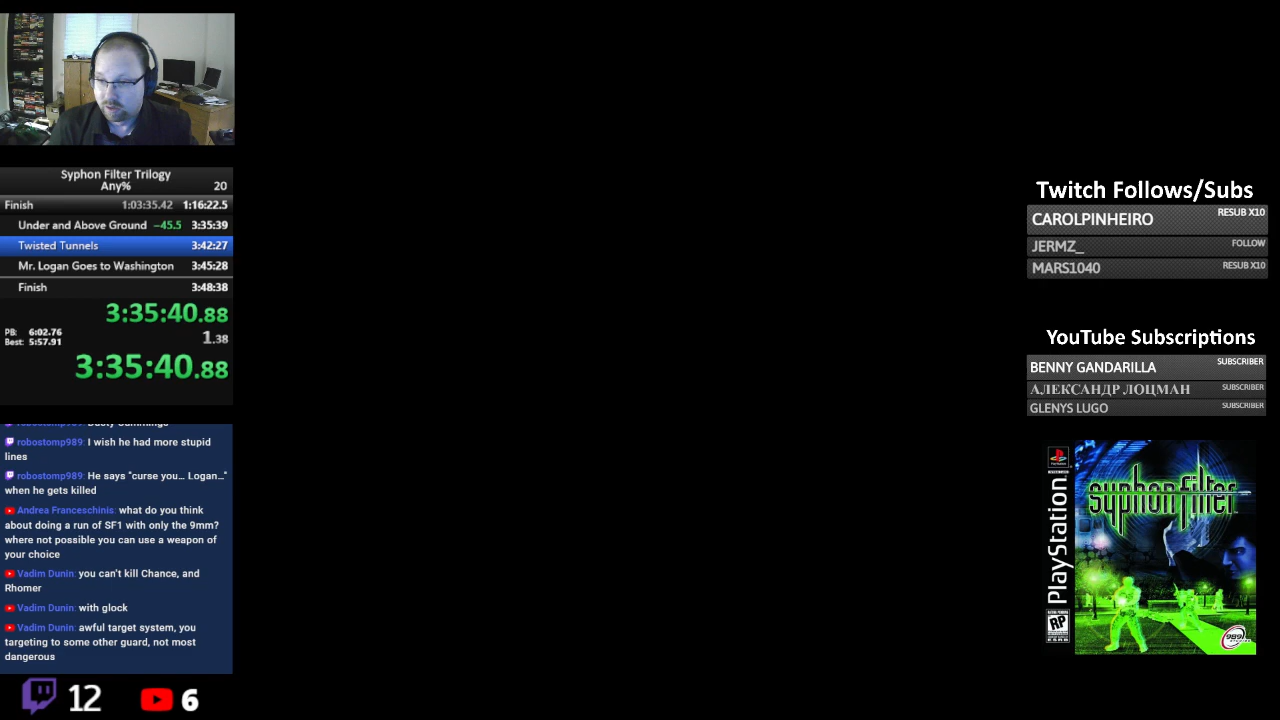 Syphon Filter Trilogy
Any% 20
Finish 1:03:35.42 1:16:22.5
Under and Above Ground −45.5 3:35:39
Twisted Tunnels 3:42:27
Mr. Logan Goes to Washington 3:45:28
Finish 3:48:38
3:35:40.88
PB: 6:02.76
Best: 5:57.91
1.38
3:35:40.88
robostomp989: I wish he had more stupid
lines
robostomp989: He says "curse you... Logan..."
when he gets killed
Andrea Franceschinis: what do you think
about doing a run of SF1 with only the 9mm?
where not possible you can use a weapon of
your choice
Vadim Dunin: you can't kill Chance, and
Rhomer
Vadim Dunin: with glock
Vadim Dunin: awful target system, you
targeting to some other guard, not most
dangerous
12 6
Twitch Follows/Subs
CAROLPINHEIRO RESUB X10
JERMZ_ FOLLOW
MARS1040 RESUB X10
YouTube Subscriptions
BENNY GANDARILLA SUBSCRIBER
АЛЕКСАНДР ЛОЦМАН SUBSCRIBER
GLENYS LUGO SUBSCRIBER
PlayStation
syphon filter
RP
989